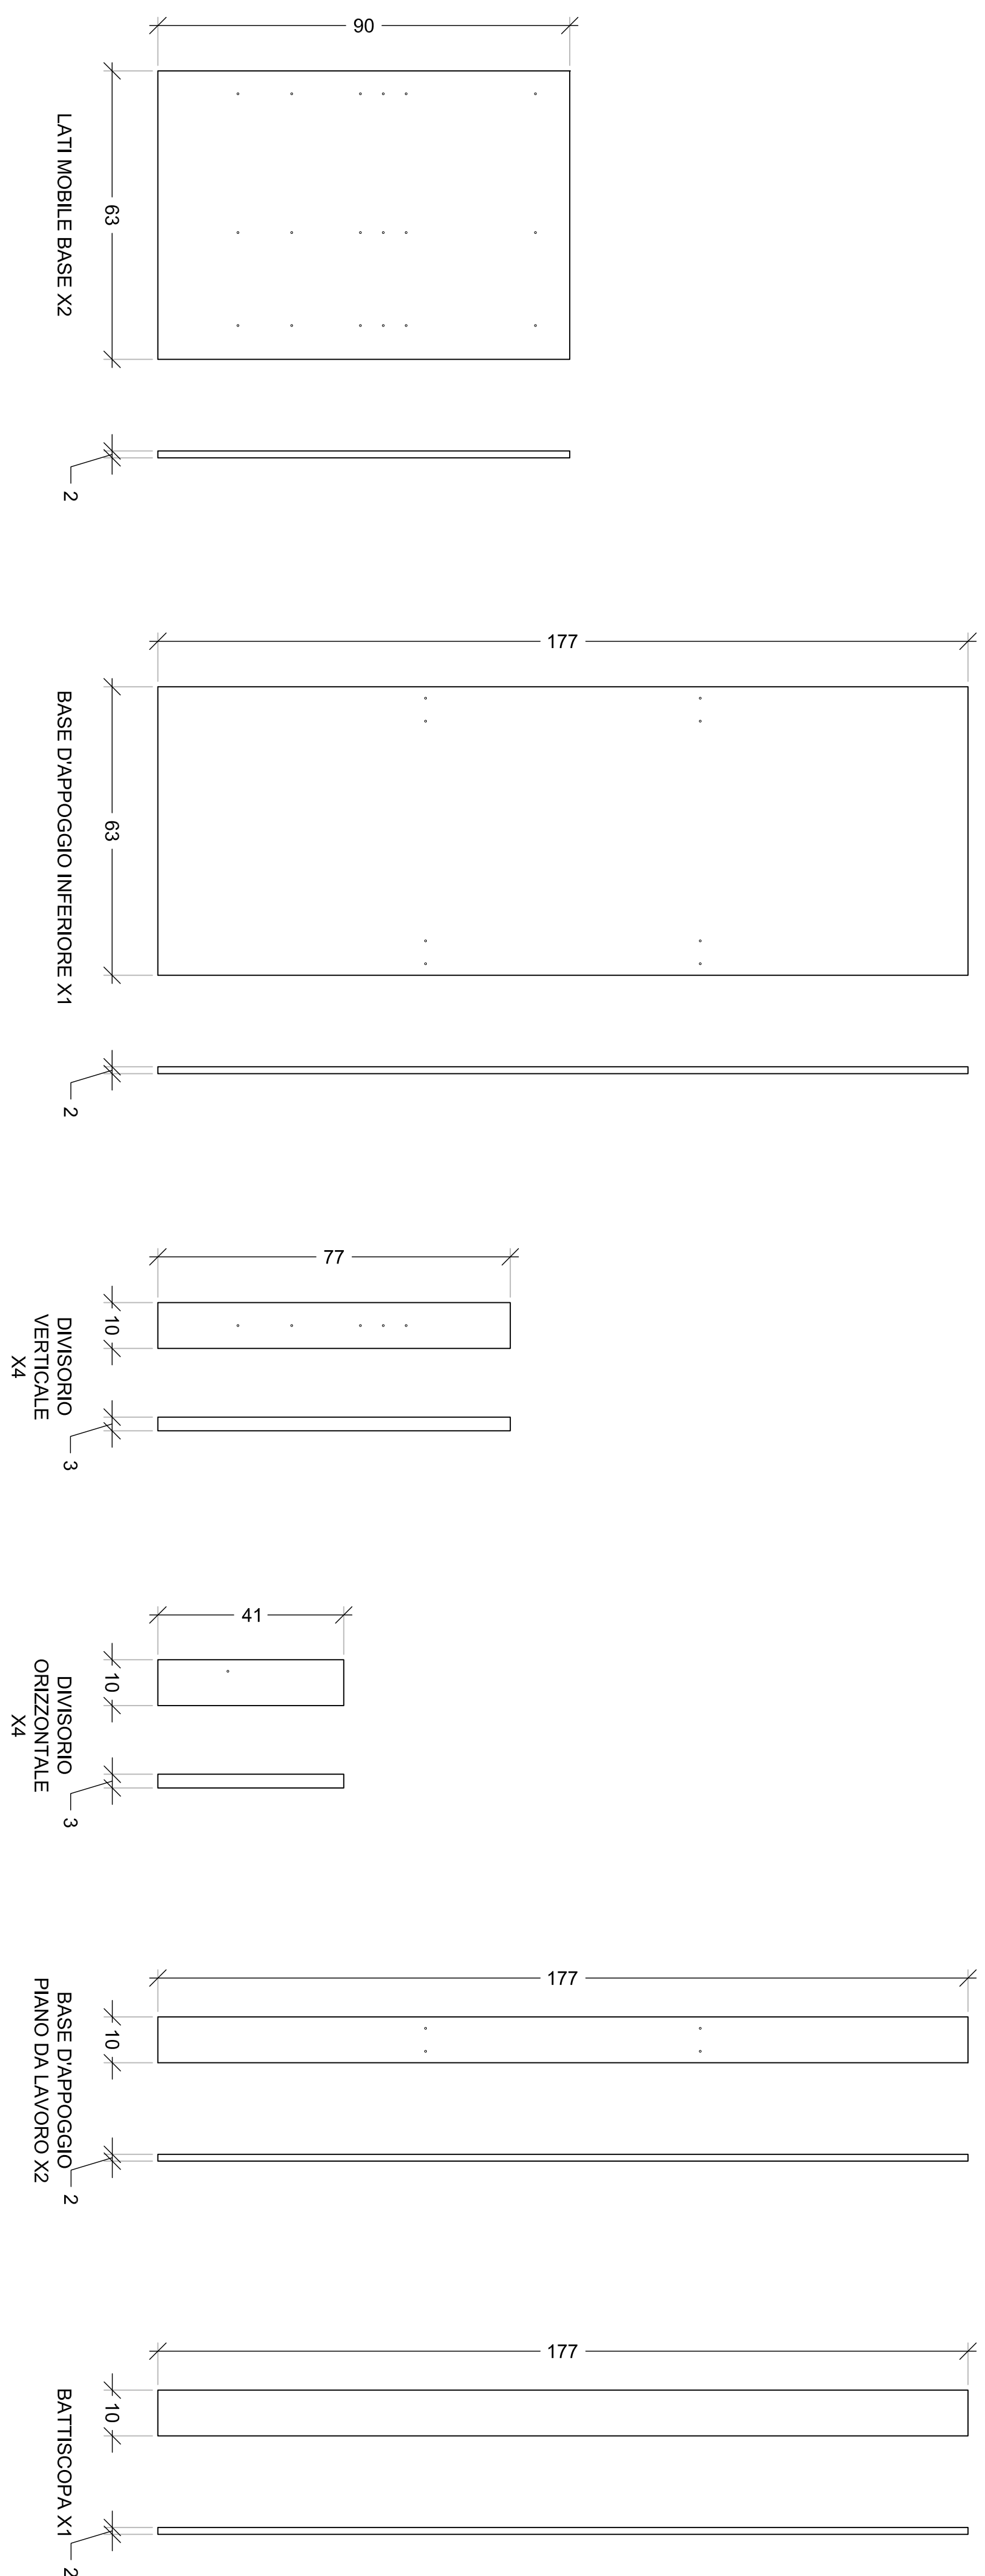 90
63
LATI MOBILE BASE X2
2
177
63
BASE D'APPOGGIO INFERIORE X1
2
77
10
DIVISORIO
VERTICALE
X4
3
41
10
DIVISORIO
ORIZZONTALE
X4
3
177
10
BASE D'APPOGGIO
PIANO DA LAVORO X2
2
177
10
BATTISCOPA X1
2